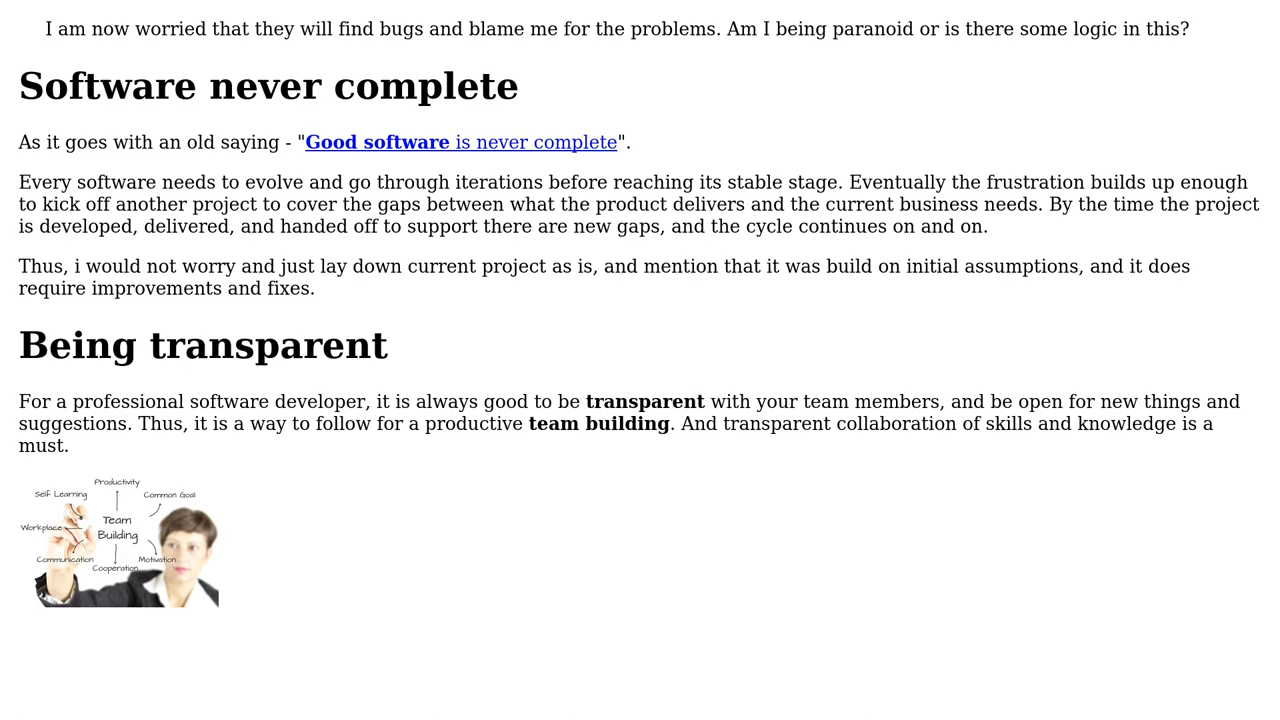 I am now worried that they will find bugs and blame me for the problems. Am I being paranoid or is there some logic in this?
Software never complete
As it goes with an old saying - "Good software is never complete".
Every software needs to evolve and go through iterations before reaching its stable stage. Eventually the frustration builds up enough
to kick off another project to cover the gaps between what the product delivers and the current business needs. By the time the project
is developed, delivered, and handed off to support there are new gaps, and the cycle continues on and on.
Thus, i would not worry and just lay down current project as is, and mention that it was build on initial assumptions, and it does
require improvements and fixes.
Being transparent
For a professional software developer, it is always good to be transparent with your team members, and be open for new things and
suggestions. Thus, it is a way to follow for a productive team building. And transparent collaboration of skills and knowledge is a
must.
Productivity
Self Learning
Common Goal
Team
Building
Workplace
Communication
Motivation
Cooperation